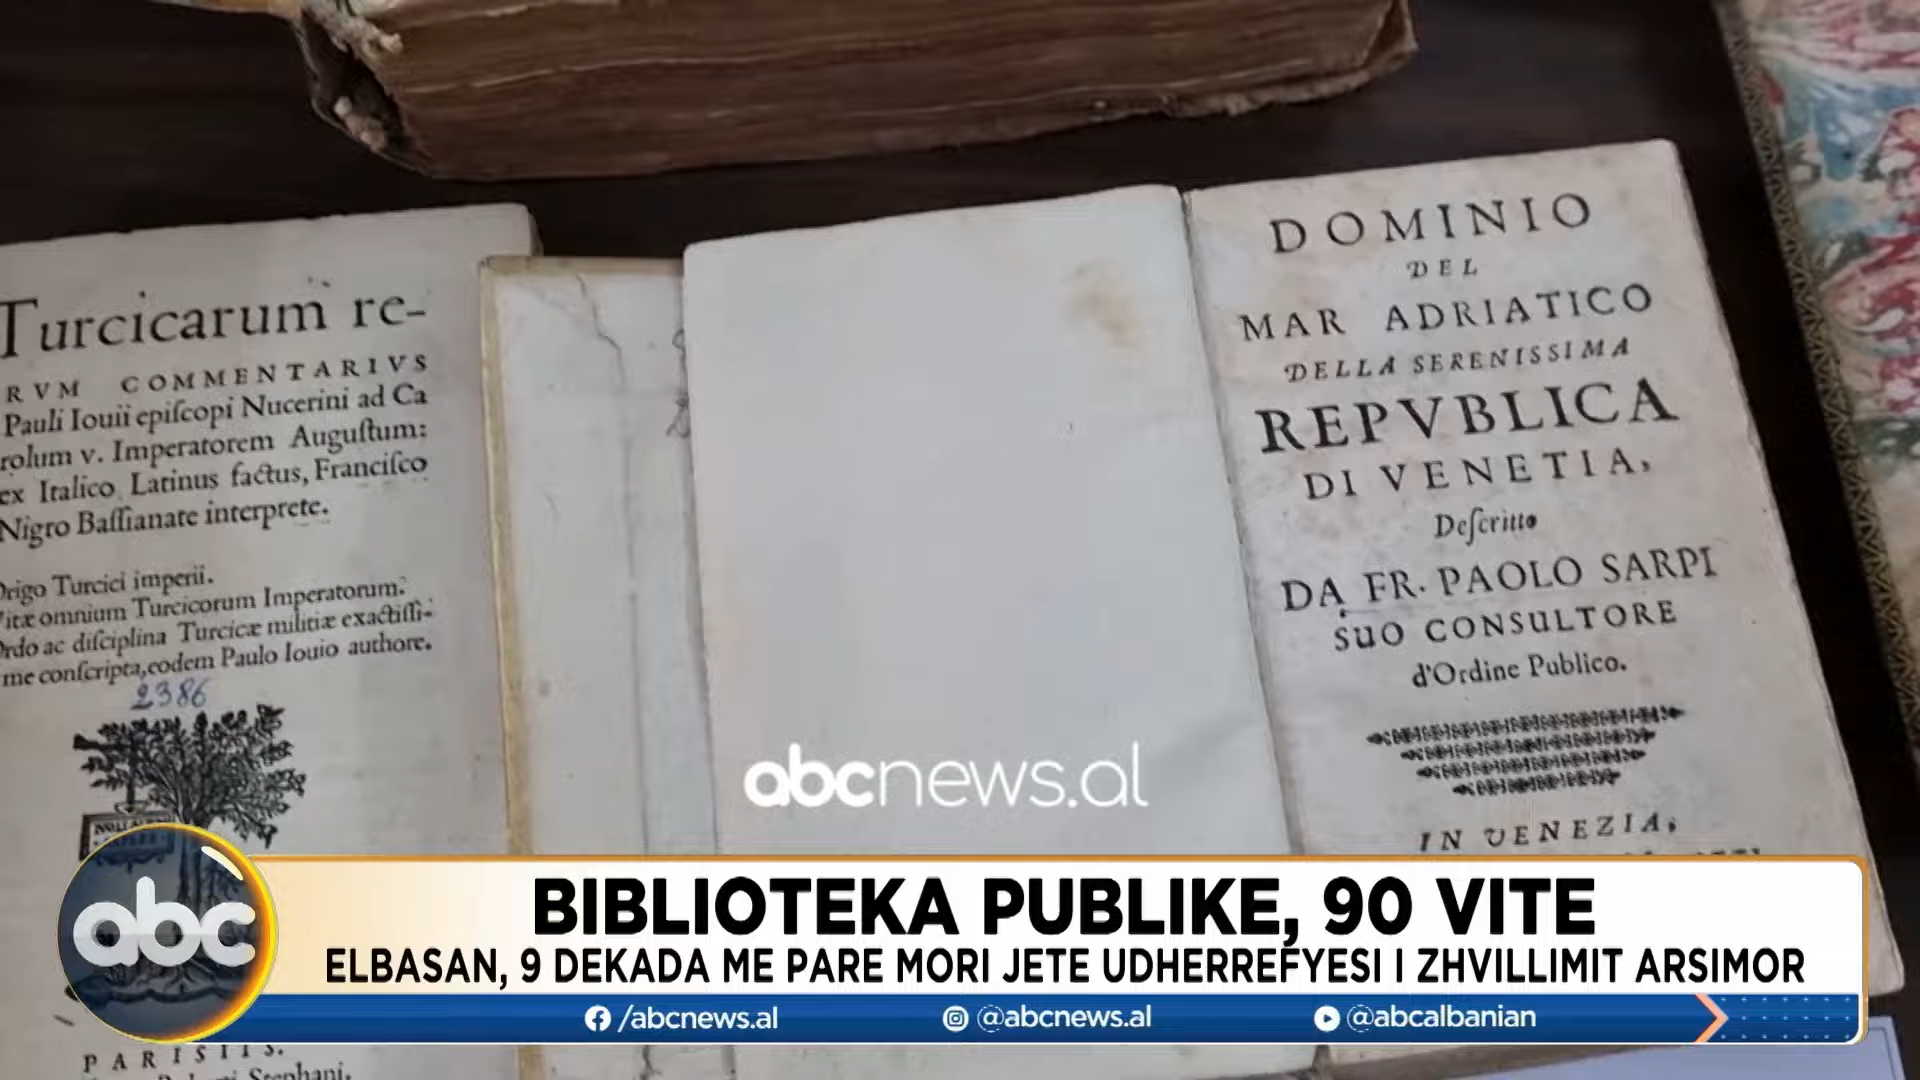 Turcicarum re-
RVM COMMENTARIVS
Pauli Iouii epiſcopi Nucerini ad Ca
rolum v. Imperatorem Auguſtum:
ex Italico Latinus factus, Franciſco
Nigro Baſſianate interprete.
Origo Turcici imperii.
Vitæ omnium Turcicorum Imperatorum.
Ordo ac diſciplina Turcicæ militiæ exactiſſi-
me conſcripta, eodem Paulo Iouio authore.
2386
PARISIIS.
Stephani.
DOMINIO
DEL
MAR ADRIATICO
DELLA SERENISSIMA
REPVBLICA
DI VENETIA,
Deſcritto
DA FR. PAOLO SARPI
SUO CONSULTORE
d'Ordine Publico.
IN VENEZIA,
abcnews.al
abc
BIBLIOTEKA PUBLIKE, 90 VITE
ELBASAN, 9 DEKADA ME PARE MORI JETE UDHERREFYESI I ZHVILLIMIT ARSIMOR
/abcnews.al @abcnews.al @abcalbanian